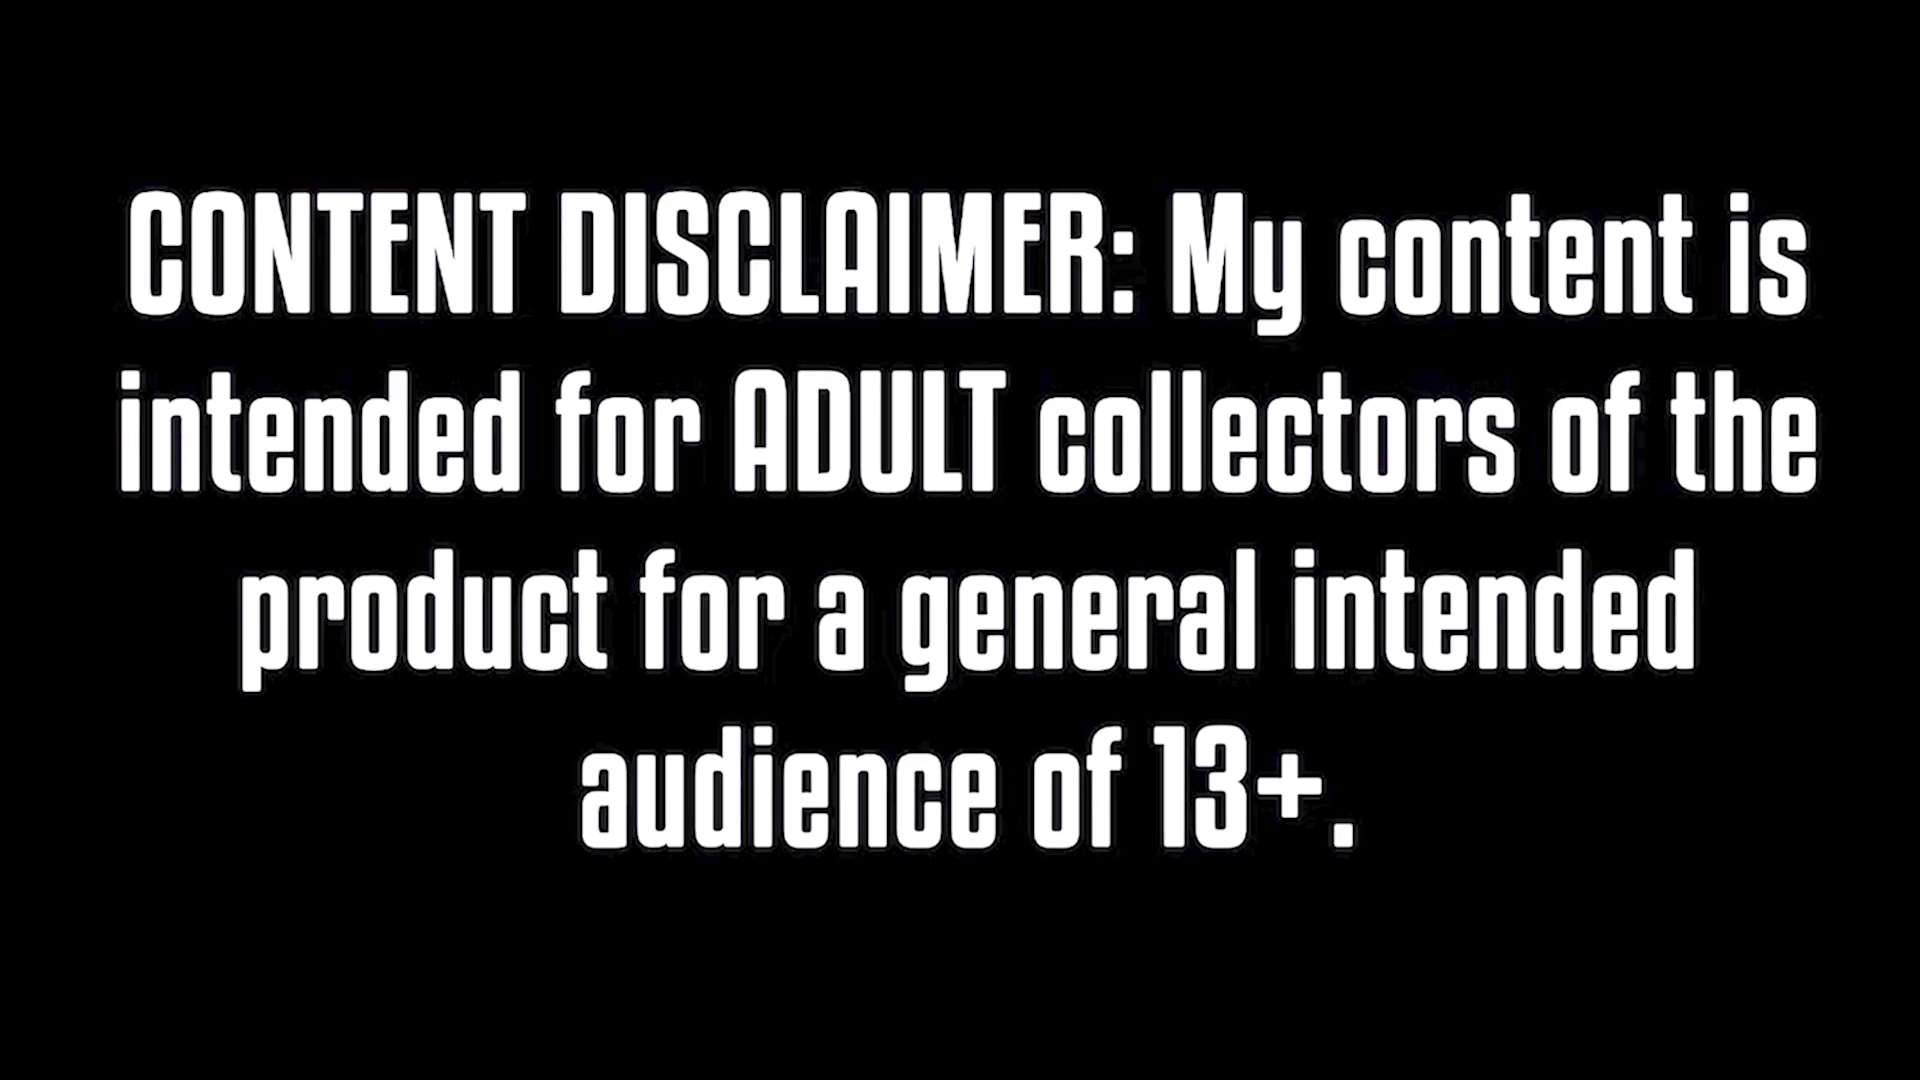 CONTENT DISCLAIMER: My content is
intended for ADULT collectors of the
product for a general intended
audience of 13+.